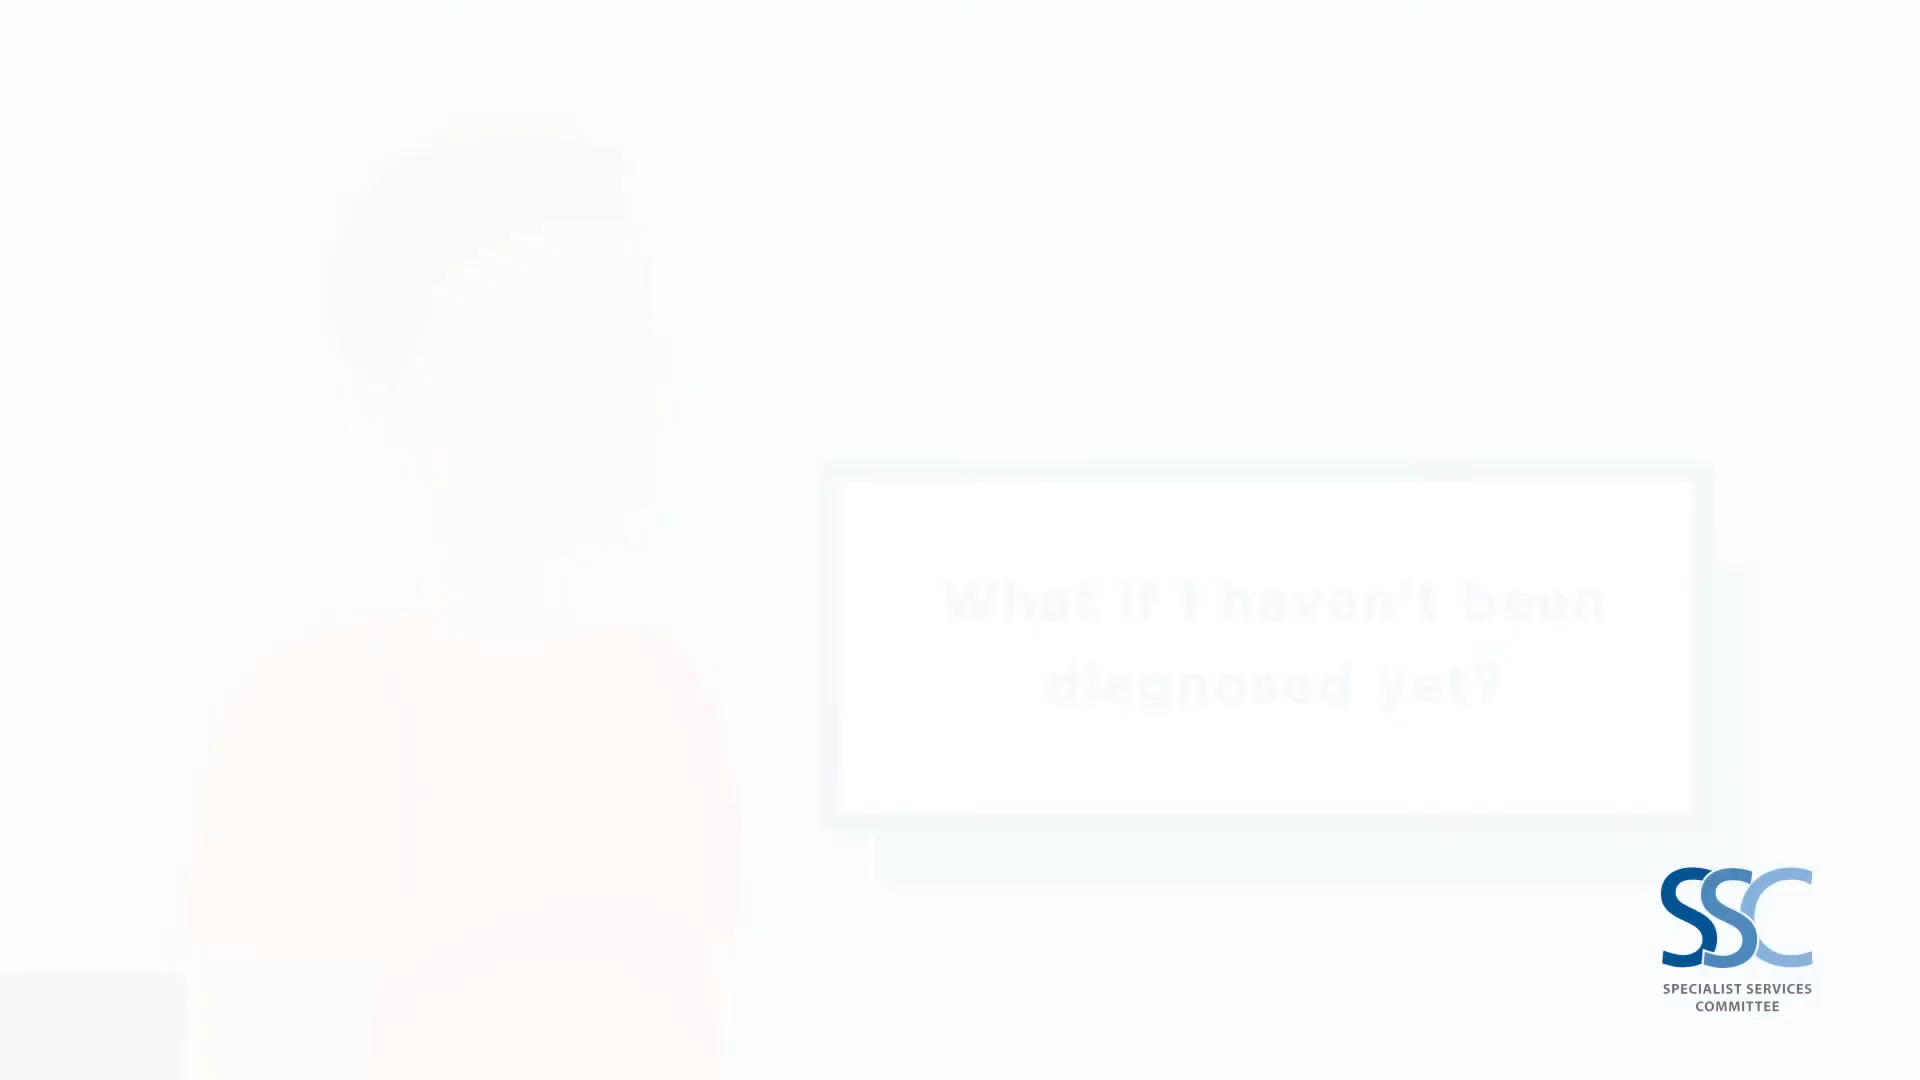 What if I haven't been
diagnosed yet?
SSC
SPECIALIST SERVICES
COMMITTEE